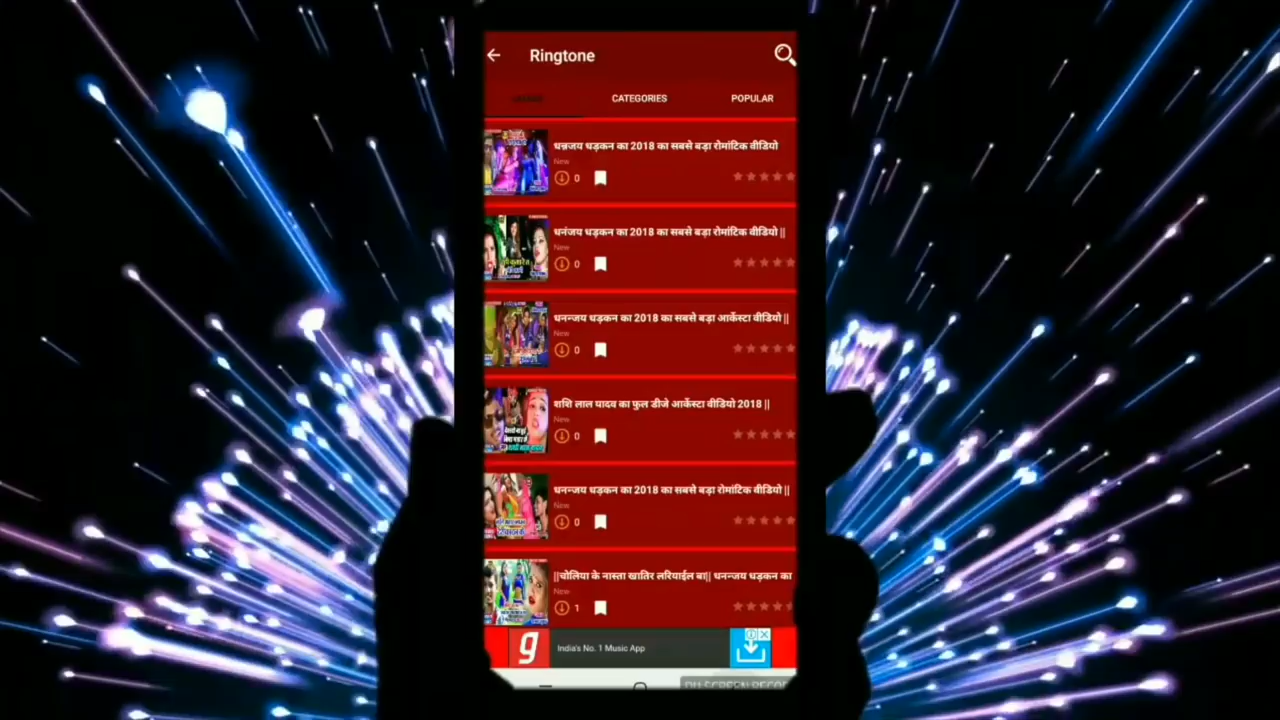 Ringtone
CATEGORIES
POPULAR
धन्नजय धड़कन का 2018 का सबसे बड़ा रोमांटिक वीडियो
New
0
धनंजय धड़कन का 2018 का सबसे बड़ा रोमांटिक वीडियो ||
New
0
धनन्जय धड़कन का 2018 का सबसे बड़ा आर्केस्टा वीडियो ||
New
0
शशि लाल यादव का फुल डीजे आर्केस्टा वीडियो 2018 ||
New
0
धनन्जय धड़कन का 2018 का सबसे बड़ा रोमांटिक वीडियो ||
New
0
||चोलिया के नास्ता खातिर लरियाईल बा|| धनन्जय धड़कन का
New
1
g
India's No. 1 Music App